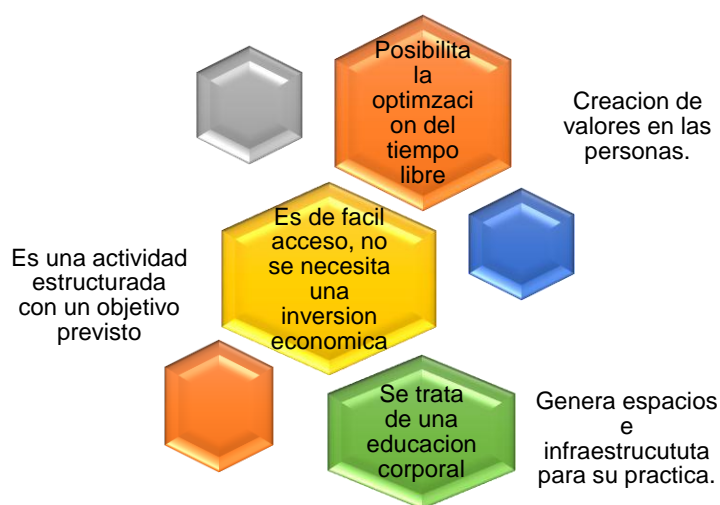 Posibilita
la
optimzaci
on del
tiempo
libre
Creacion de
valores en las
personas.
Es de facil
acceso, no
se necesita
una
inversion
economica
Es una actividad
estructurada
con un objetivo
previsto
Se trata
de una
educacion
corporal
Genera espacios
e
infraestrucututa
para su practica.